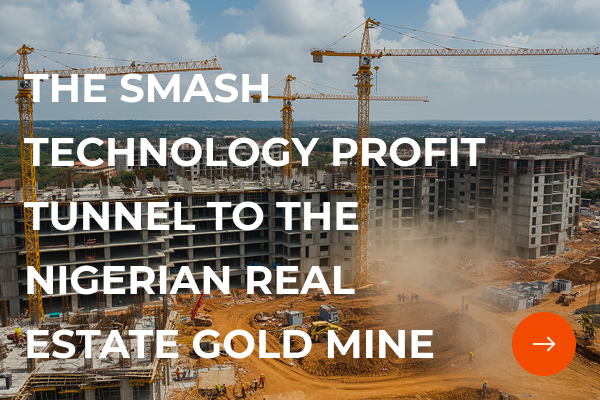 THE SMASH
TECHNOLOGY PROFIT
TUNNEL TO THE
NIGERIAN REAL
ESTATE GOLD MINE